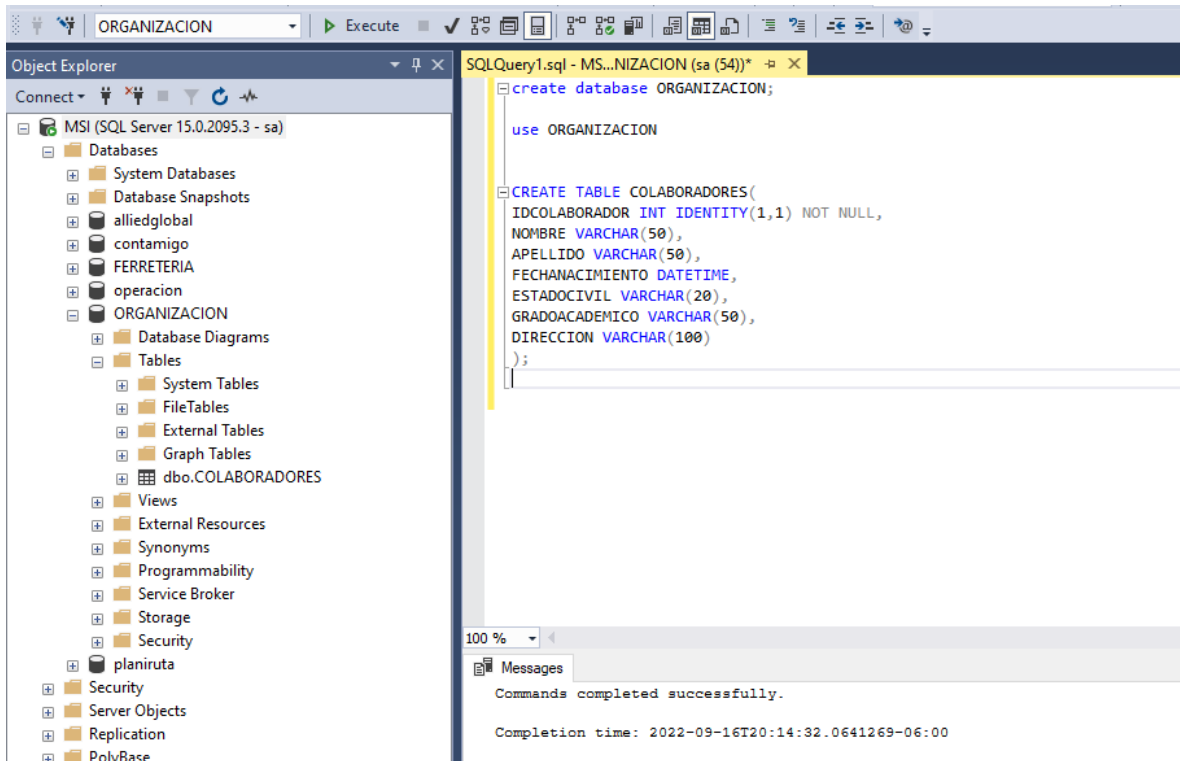 ORGANIZACION
Execute
Object Explorer
Connect
MSI (SQL Server 15.0.2095.3 - sa)
Databases
System Databases
Database Snapshots
alliedglobal
contamigo
FERRETERIA
operacion
ORGANIZACION
Database Diagrams
Tables
System Tables
FileTables
External Tables
Graph Tables
dbo.COLABORADORES
Views
External Resources
Synonyms
Programmability
Service Broker
Storage
Security
planiruta
Security
Server Objects
Replication
PolyBase
SQLQuery1.sql - MS...NIZACION (sa (54))*
create database ORGANIZACION;
use ORGANIZACION
CREATE TABLE COLABORADORES(
IDCOLABORADOR INT IDENTITY(1,1) NOT NULL,
NOMBRE VARCHAR(50),
APELLIDO VARCHAR(50),
FECHANACIMIENTO DATETIME,
ESTADOCIVIL VARCHAR(20),
GRADOACADEMICO VARCHAR(50),
DIRECCION VARCHAR(100)
);
100 %
Messages
Commands completed successfully.
Completion time: 2022-09-16T20:14:32.0641269-06:00